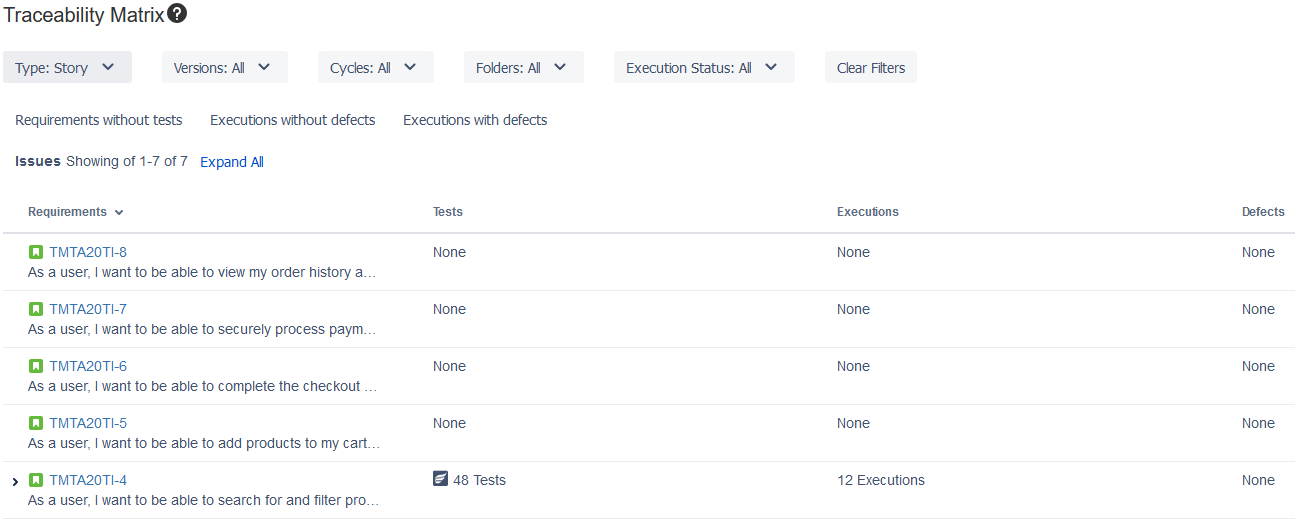 Traceability Matrix
Type: Story Versions: All Cycles: All Folders: All Execution Status: All Clear Filters
Requirements without tests Executions without defects Executions with defects
Issues Showing of 1-7 of 7 Expand All
Requirements Tests Executions Defects
TMTA20TI-8 None None None
As a user, I want to be able to view my order history a...
TMTA20TI-7 None None None
As a user, I want to be able to securely process paym...
TMTA20TI-6 None None None
As a user, I want to be able to complete the checkout ...
TMTA20TI-5 None None None
As a user, I want to be able to add products to my cart...
TMTA20TI-4 48 Tests 12 Executions None
As a user, I want to be able to search for and filter pro...